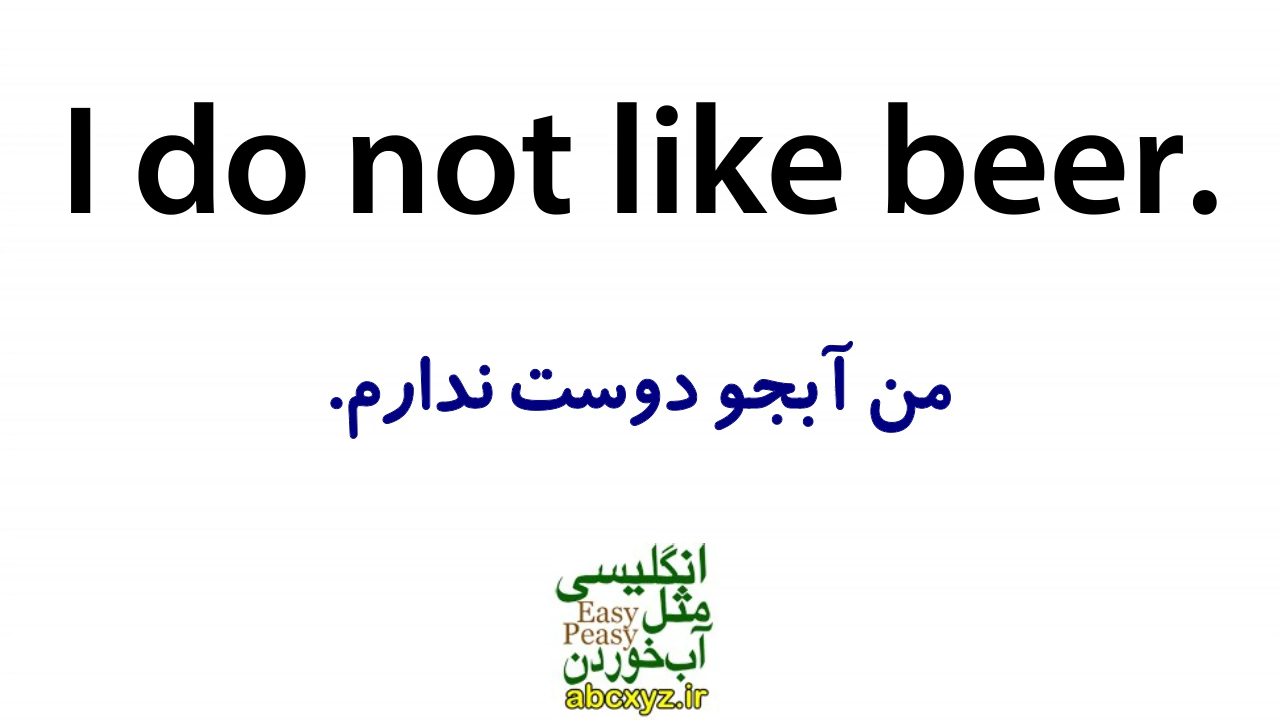 I do not like beer.
من آبجو دوست ندارم.
انگلیسی
مثل Easy
Peasy
آب‌خوردن
abcxyz.ir